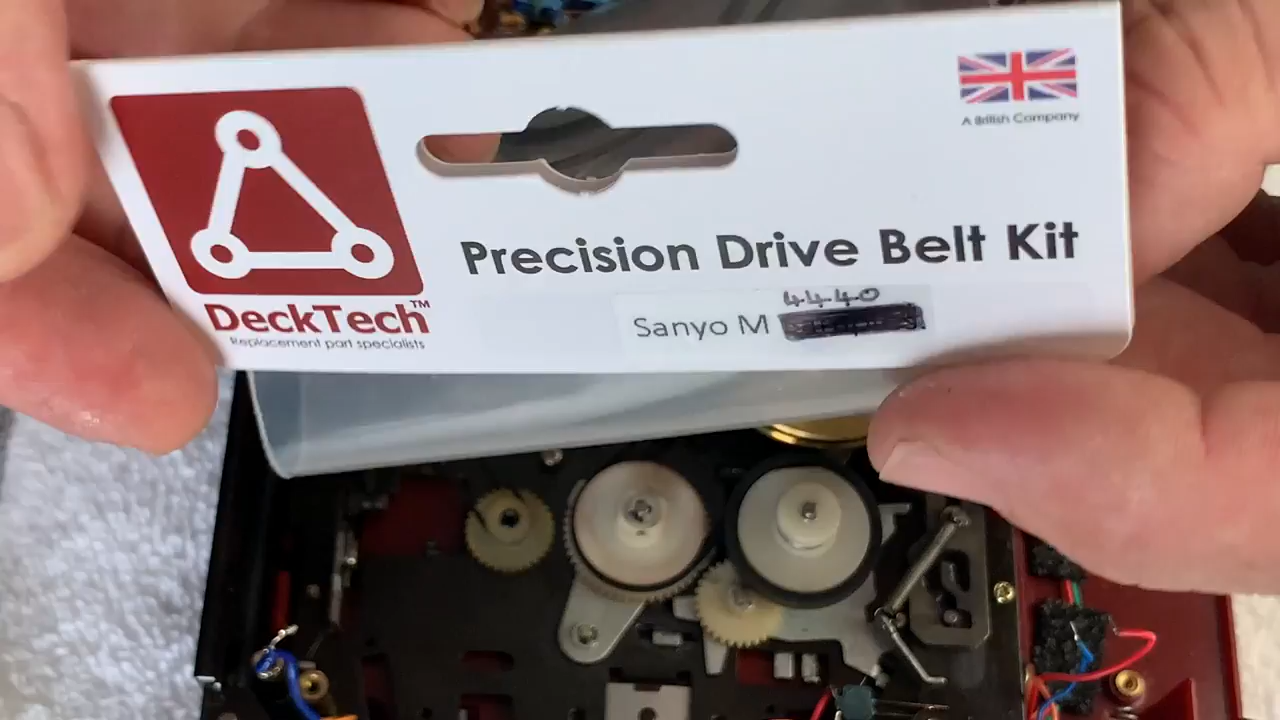 A British Company
Precision Drive Belt Kit
DeckTech™
Replacement part specialists
4440
Sanyo M